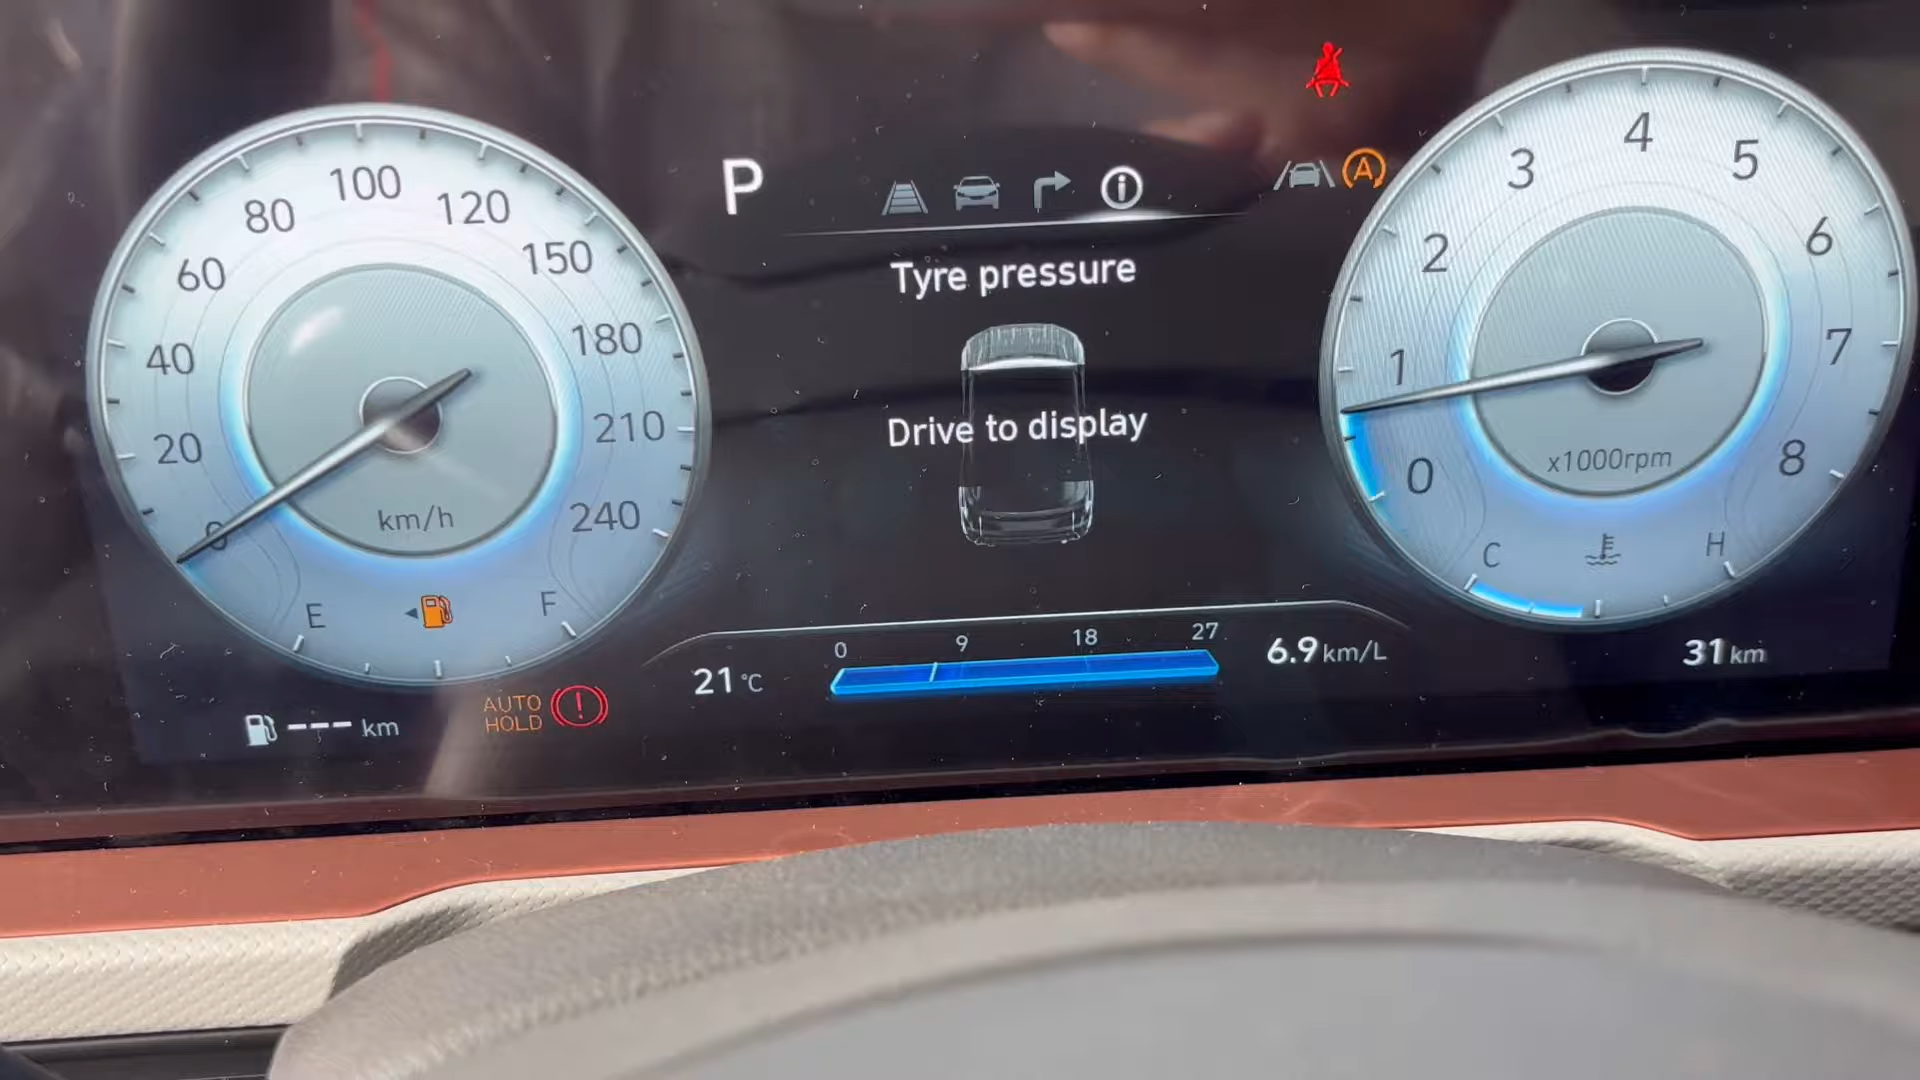 P
Tyre pressure
Drive to display
0
20
40
60
80
100
120
150
180
210
240
km/h
E
F
--- km
AUTO
HOLD
21 °C
0 9 18 27
6.9 km/L
A
0
1
2
3
4
5
6
7
8
x1000rpm
C
H
31 km